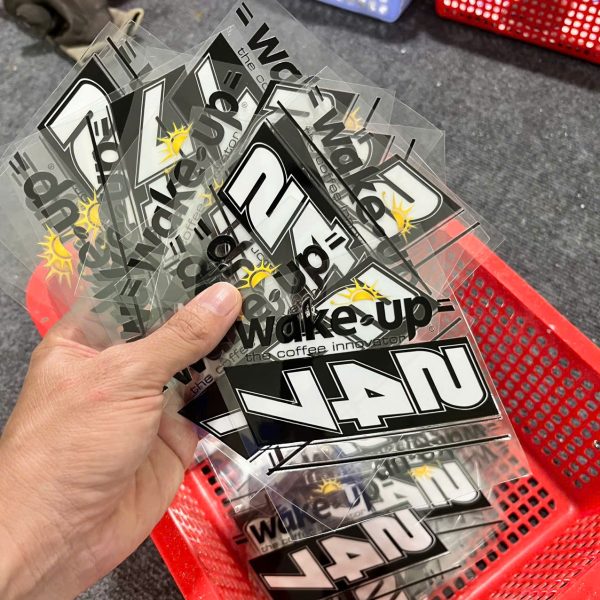 =wake-up=
the coffee innovator
247